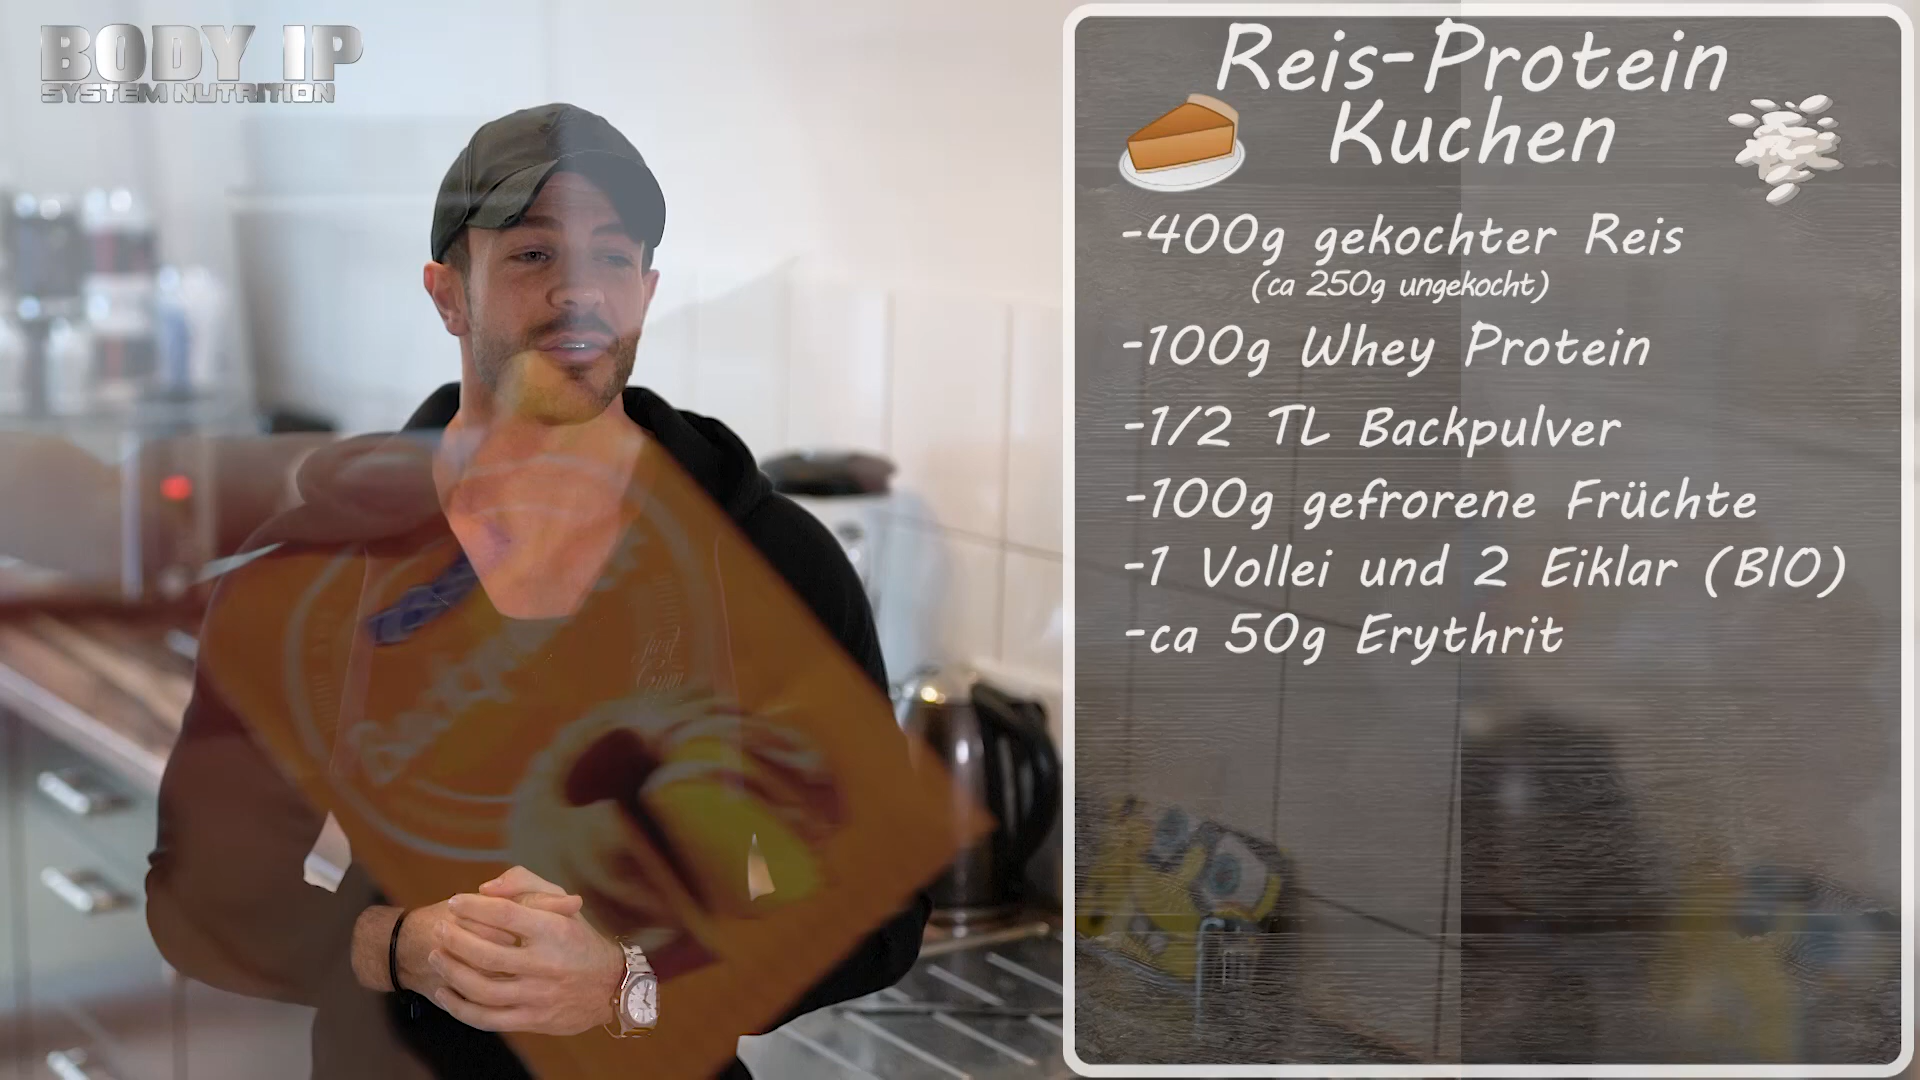 BODY IP
SYSTEM NUTRITION
Reis-Protein
Kuchen
-400g gekochter Reis
(ca 250g ungekocht)
-100g Whey Protein
-1/2 TL Backpulver
-100g gefrorene Früchte
-1 Vollei und 2 Eiklar (BIO)
-ca 50g Erythrit